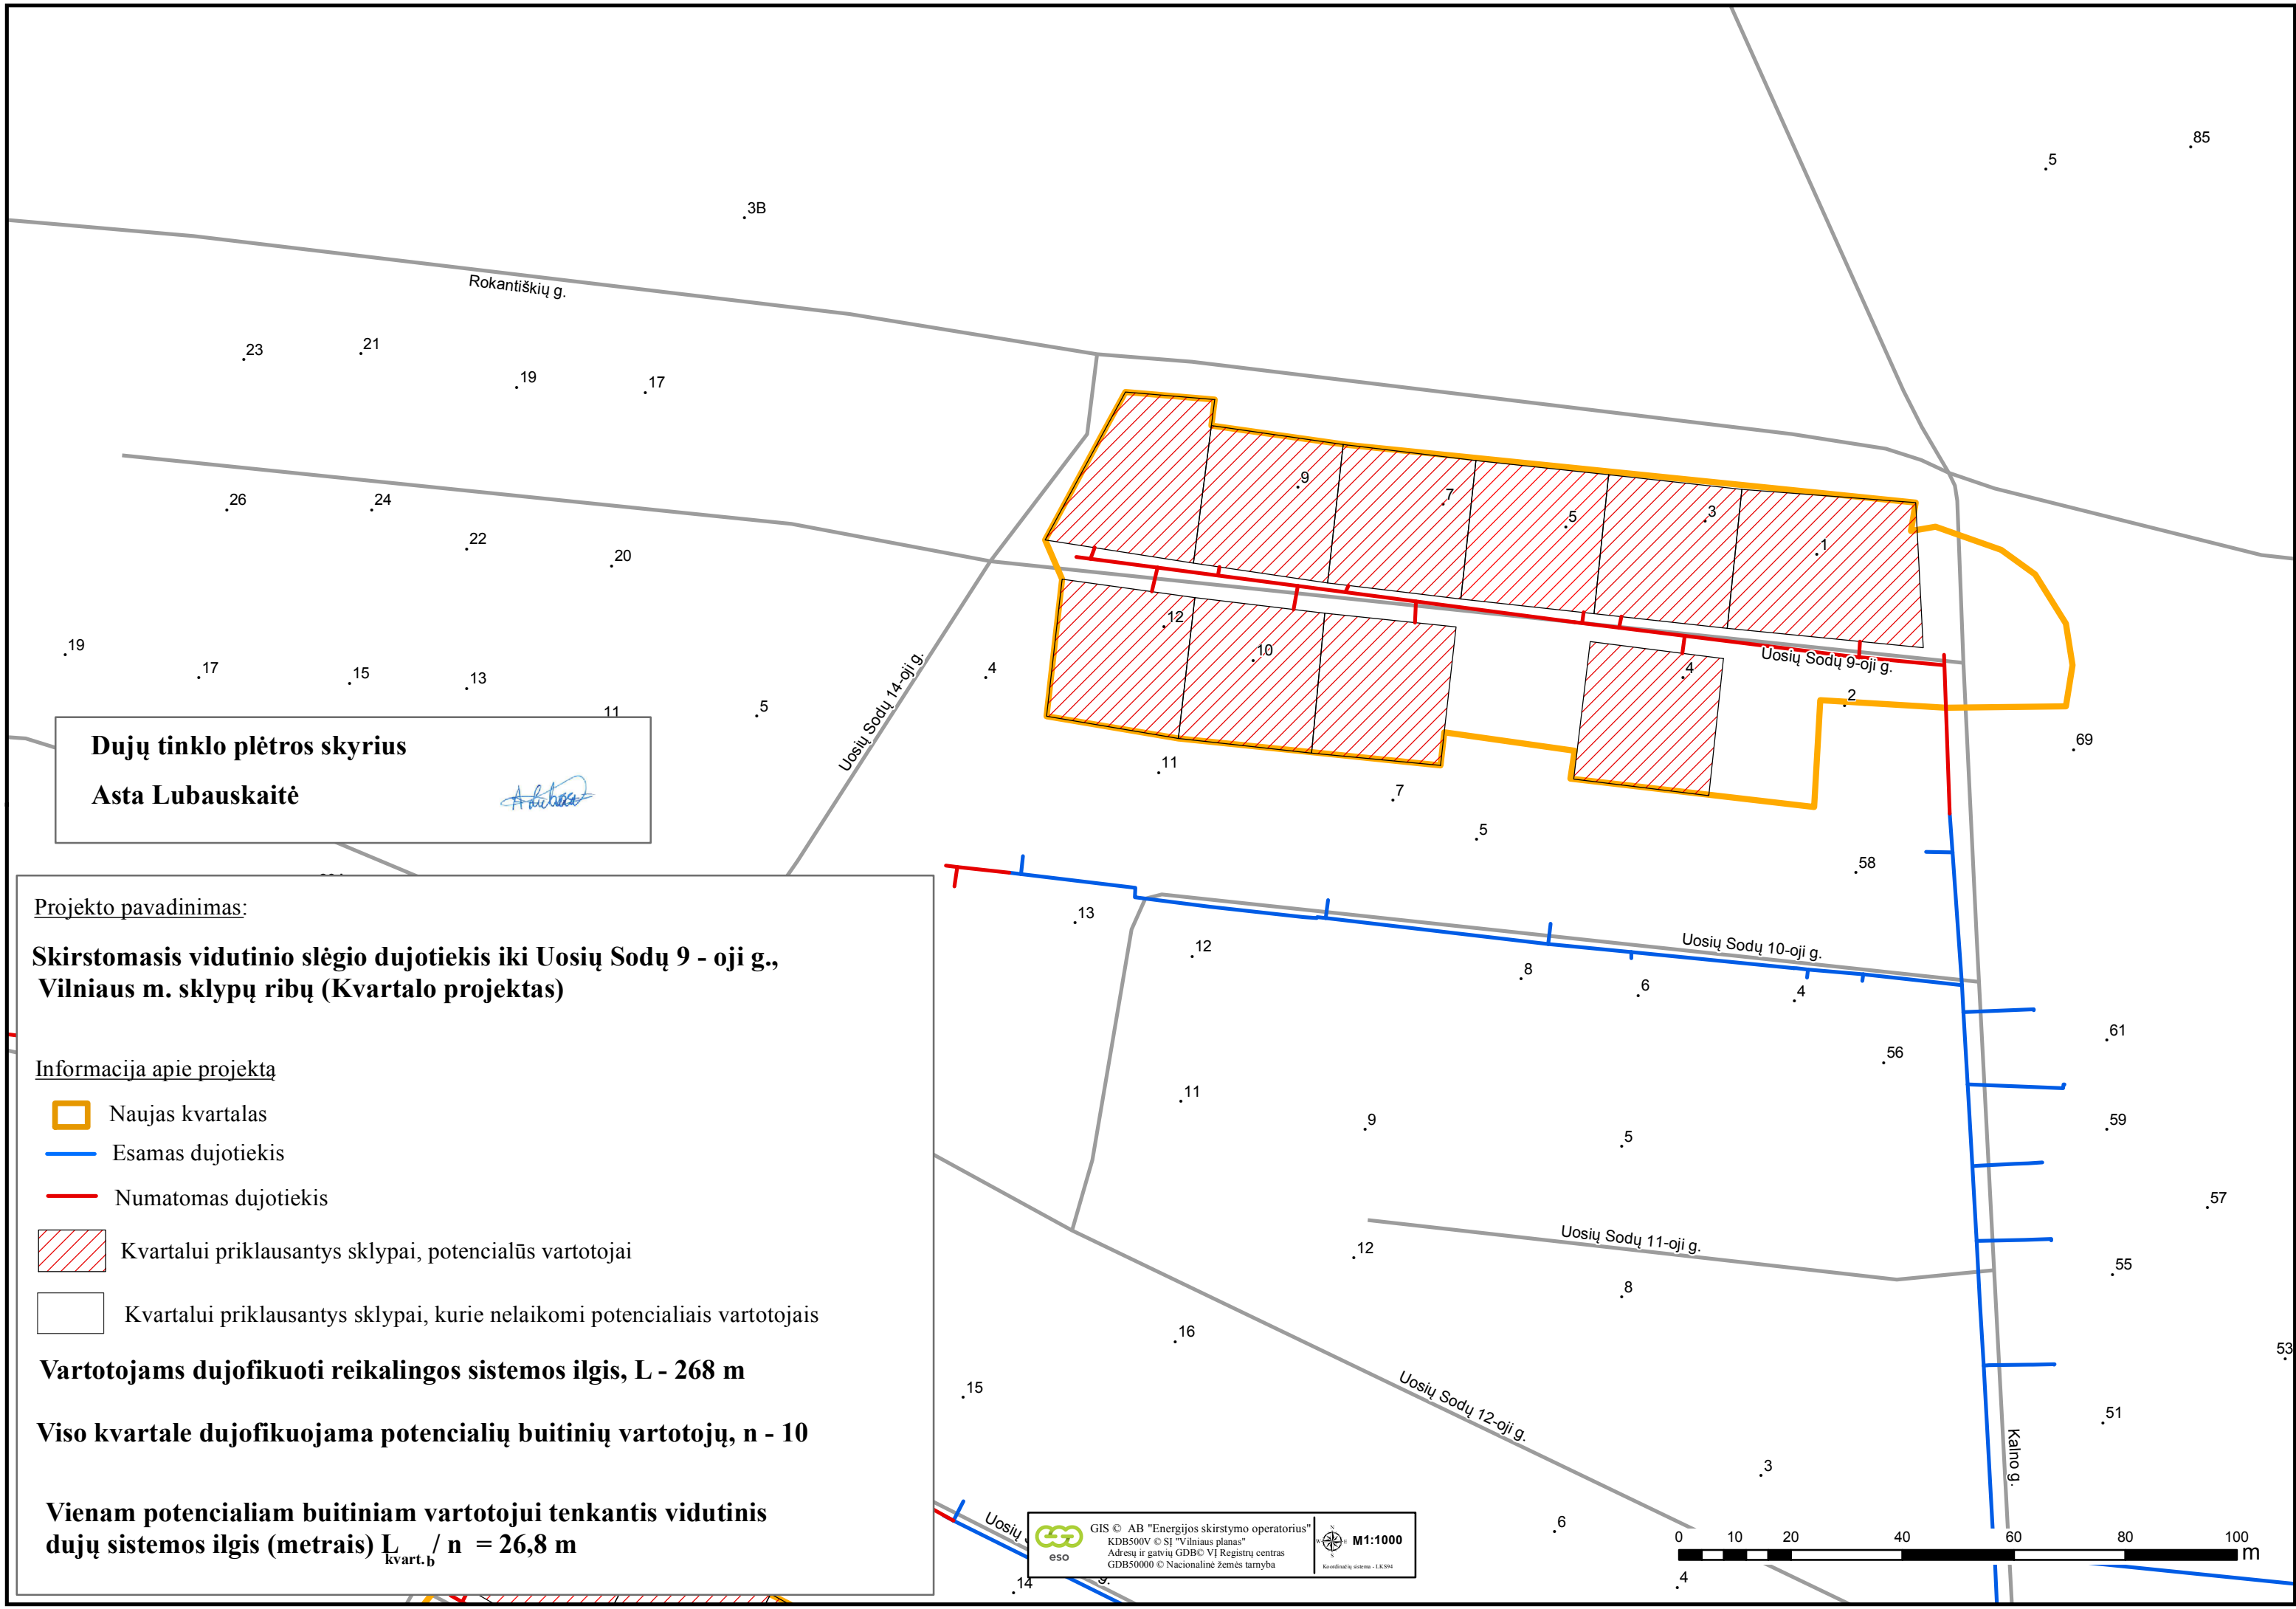 85
5
3B
Rokantiškių g.
23
21
19
17
9
7
5
3
1
26
24
22
20
12
10
4
Uosių Sodų 9-oji g.
2
19
17
15
13
11
5
4
Uosių Sodų 14-oji g.
69
11
7
5
58
Dujų tinklo plėtros skyrius
Asta Lubauskaitė
13
12
Uosių Sodų 10-oji g.
8
6
4
61
56
11
9
5
59
57
Uosių Sodų 11-oji g.
12
8
55
16
53
15
Uosių Sodų 12-oji g.
51
Kalno g.
3
6
Uosių
g.
14
4
Projekto pavadinimas:
Skirstomasis vidutinio slėgio dujotiekis iki Uosių Sodų 9 - oji g.,
Vilniaus m. sklypų ribų (Kvartalo projektas)
Informacija apie projektą
Naujas kvartalas
Esamas dujotiekis
Numatomas dujotiekis
Kvartalui priklausantys sklypai, potencialūs vartotojai
Kvartalui priklausantys sklypai, kurie nelaikomi potencialiais vartotojais
Vartotojams dujofikuoti reikalingos sistemos ilgis, L - 268 m
Viso kvartale dujofikuojama potencialių buitinių vartotojų, n - 10
Vienam potencialiam buitiniam vartotojui tenkantis vidutinis
dujų sistemos ilgis (metrais) L kvart.b / n = 26,8 m
eso
GIS © AB "Energijos skirstymo operatorius"
KDB500V © SĮ "Vilniaus planas"
Adresų ir gatvių GDB© VĮ Registrų centras
GDB50000 © Nacionalinė žemės tarnyba
N
W E
S
M1:1000
Koordinačių sistema - LKS94
0 10 20 40 60 80 100
m